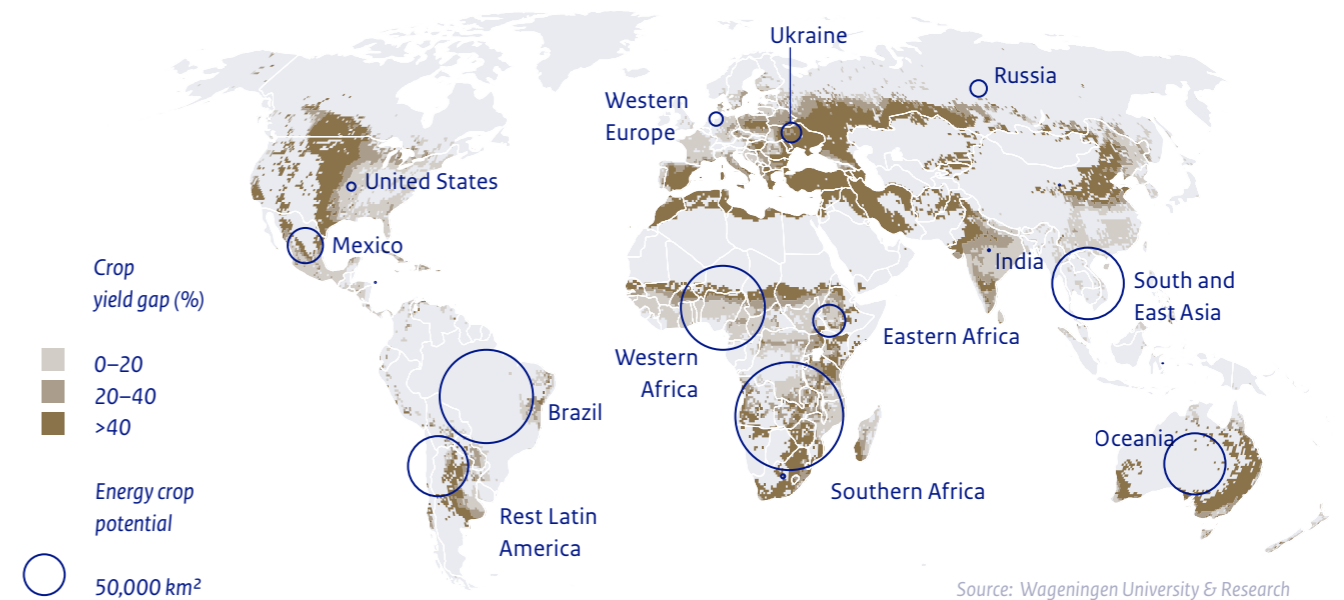 Ukraine
Russia
Western
Europe
United States
Mexico
India
South and
East Asia
Eastern Africa
Western
Africa
Brazil
Oceania
Southern Africa
Rest Latin
America
Crop
yield gap (%)
0–20
20–40
>40
Energy crop
potential
50,000 km²
Source: Wageningen University & Research